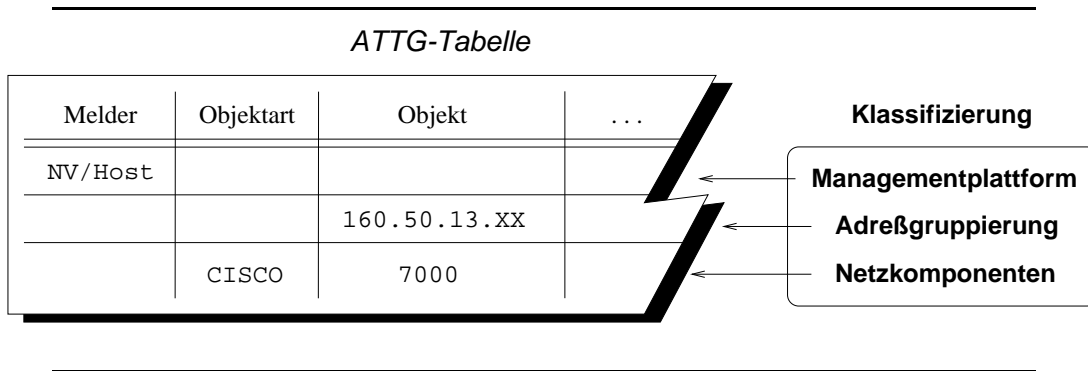 ATTG-Tabelle
Melder Objektart Objekt ... Klassifizierung
NV/Host Managementplattform
160.50.13.XX Adreßgruppierung
CISCO 7000 Netzkomponenten